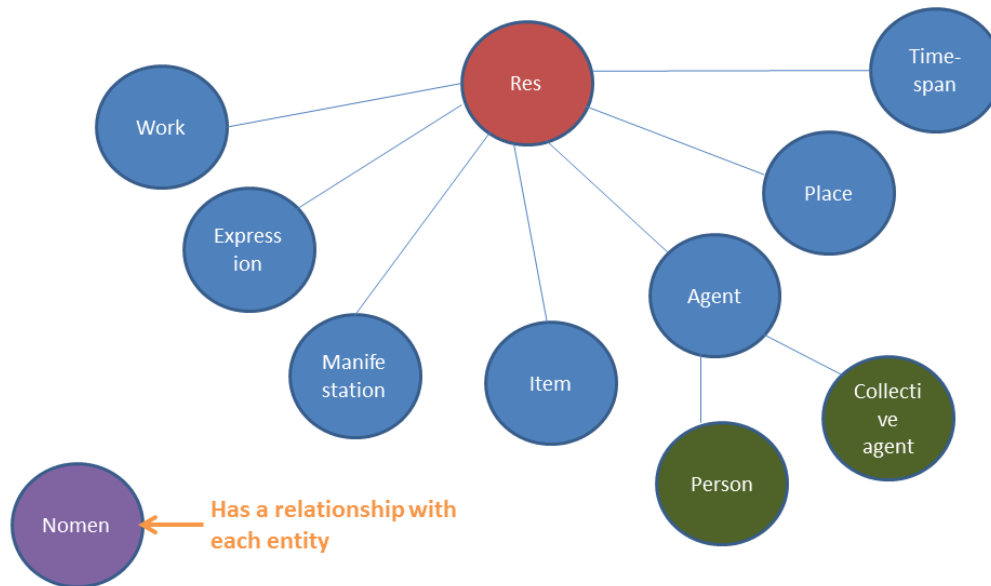 Res
Time-
span
Work
Place
Express
ion
Agent
Manife
station
Item
Collecti
ve
agent
Person
Nomen
Has a relationship with
each entity